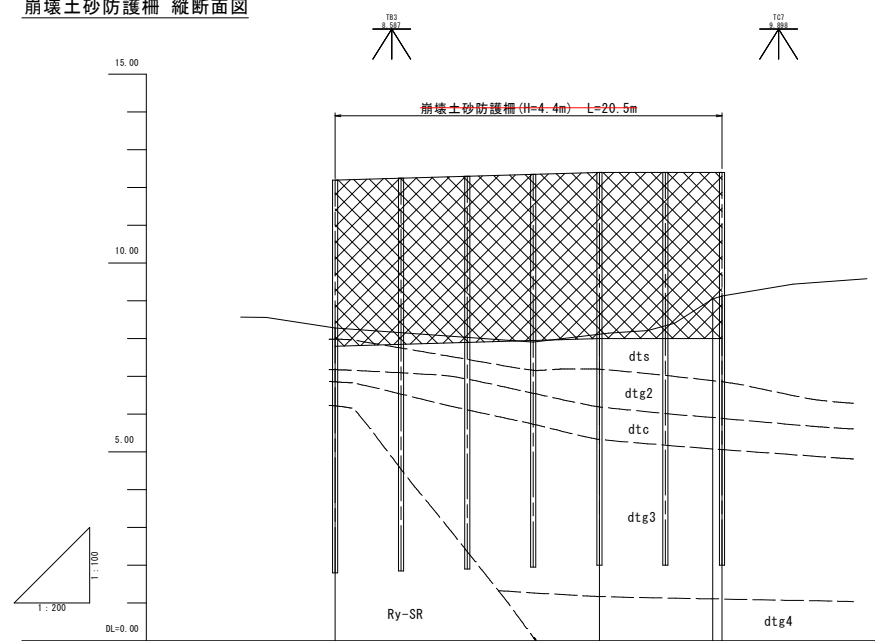 崩壊土砂防護柵 縦断面図
TB3
8.587
TC7
9.898
15.00
崩壊土砂防護柵(H=4.4m) L=20.5m
10.00
dts
dtg2
dtc
5.00
dtg3
1:100
1:200
Ry-SR
dtg4
DL=0.00